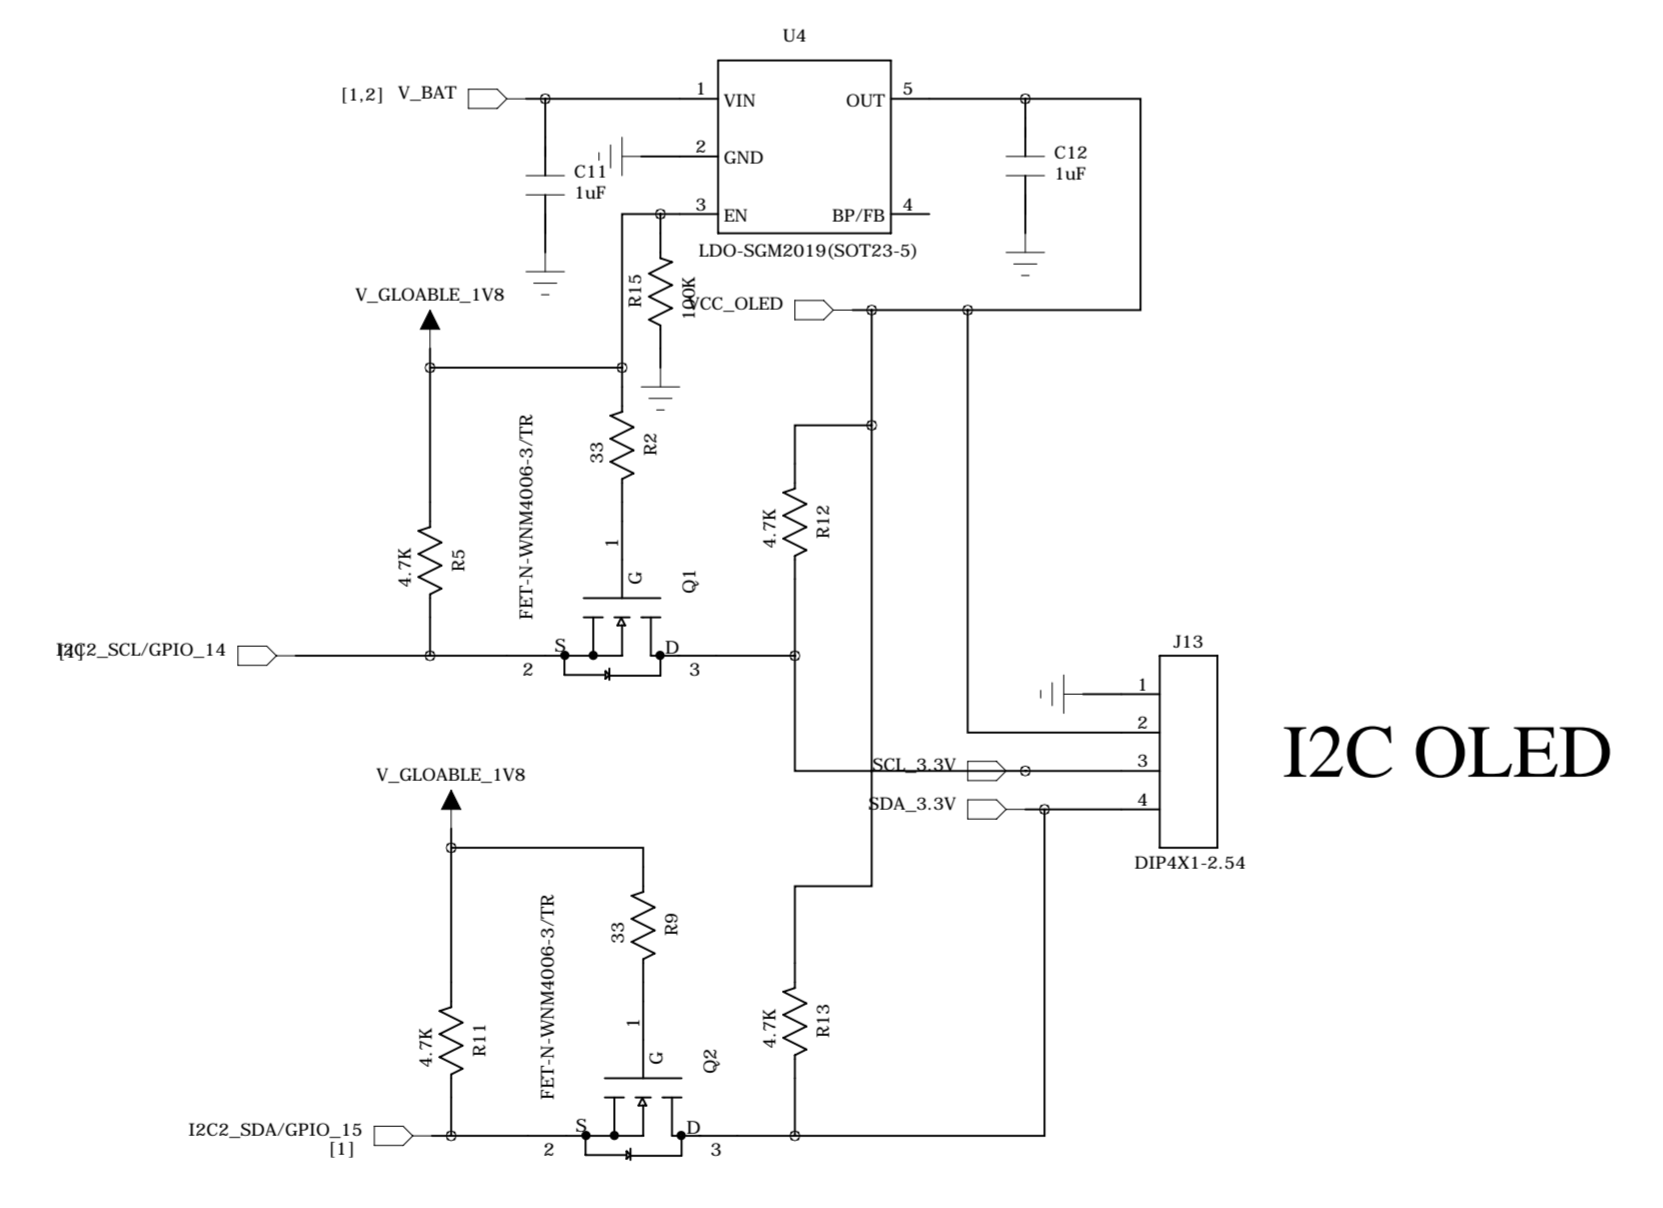 U4
[1,2] V_BAT
1
VIN
OUT
5
2
GND
C11
1uF
C12
1uF
3
EN
BP/FB
4
LDO-SGM2019(SOT23-5)
V_GLOABLE_1V8
R15
100K
VCC_OLED
FET-N-WNM4006-3/TR
33
R2
4.7K
R5
4.7K
R12
1
G
Q1
I2C2_SCL/GPIO_14
S
D
2
3
J13
1
2
3
4
SCL_3.3V
SDA_3.3V
DIP4X1-2.54
I2C OLED
V_GLOABLE_1V8
FET-N-WNM4006-3/TR
33
R9
4.7K
R11
4.7K
R13
1
G
Q2
I2C2_SDA/GPIO_15
[1]
S
D
2
3